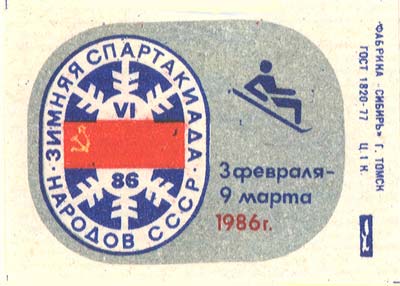 ЗИМНЯЯ СПАРТАКИАДА
НАРОДОВ СССР
VI
86
3 февраля-
9 марта
1986г.
ФАБРИКА "СИБИРЬ" Г. ТОМСК
ГОСТ 1820-77 Ц 1 К